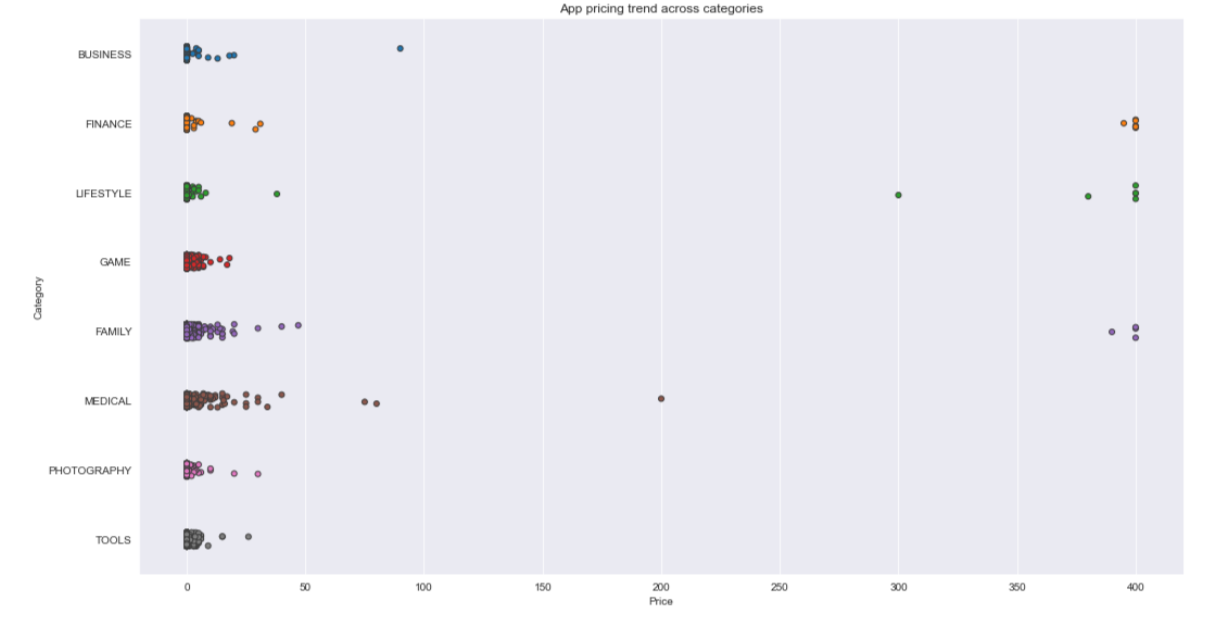 App pricing trend across categories
BUSINESS
FINANCE
LIFESTYLE
GAME
FAMILY
MEDICAL
PHOTOGRAPHY
TOOLS
Category
0 50 100 150 200 250 300 350 400
Price